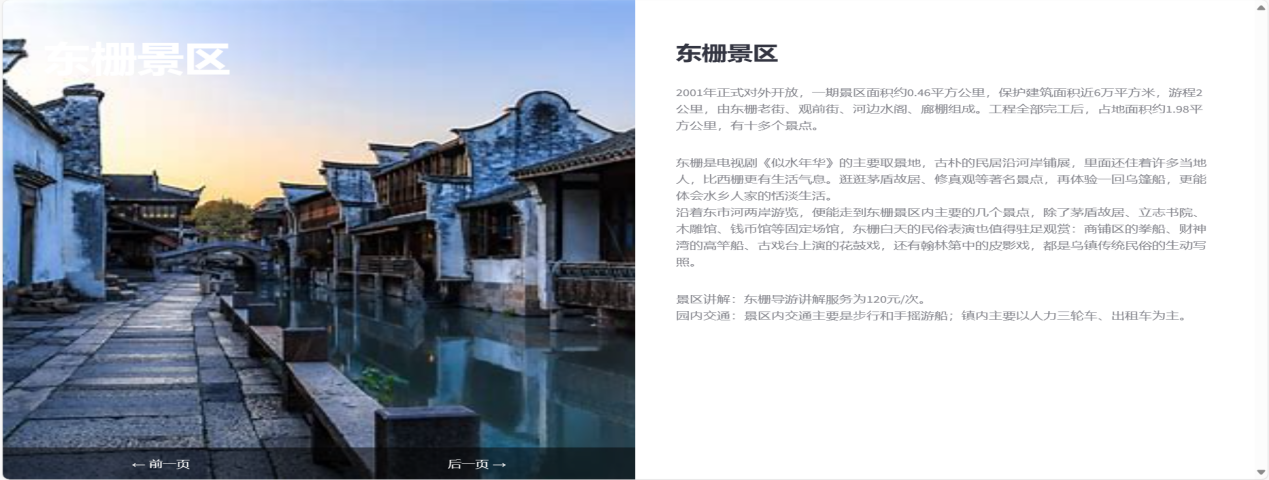 东栅景区
← 前一页
后一页 →
东栅景区
2001年正式对外开放，一期景区面积约0.46平方公里，保护建筑面积近6万平方米，游程2
公里，由东栅老街、观前街、河边水阁、廊棚组成。工程全部完工后，占地面积约1.98平
方公里，有十多个景点。
东栅是电视剧《似水年华》的主要取景地，古朴的民居沿河岸铺展，里面还住着许多当地
人，比西栅更有生活气息。逛逛茅盾故居、修真观等著名景点，再体验一回乌篷船，更能
体会水乡人家的恬淡生活。
沿着东市河两岸游览，便能走到东栅景区内主要的几个景点，除了茅盾故居、立志书院、
木雕馆、钱币馆等固定场馆，东栅白天的民俗表演也值得驻足观赏：商铺区的拳船、财神
湾的高竿船、古戏台上演的花鼓戏，还有翰林第中的皮影戏，都是乌镇传统民俗的生动写
照。
景区讲解：东栅导游讲解服务为120元/次。
园内交通：景区内交通主要是步行和手摇游船；镇内主要以人力三轮车、出租车为主。